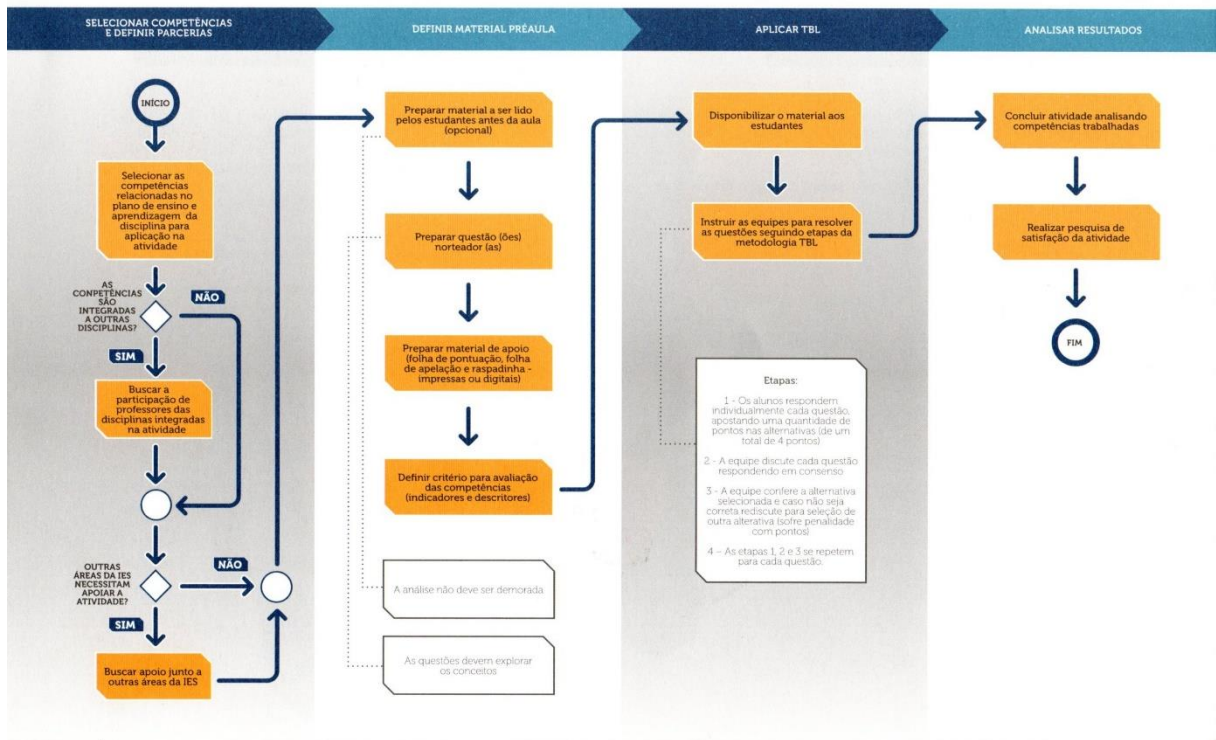 SELECIONAR COMPETÊNCIAS
E DEFINIR PARCERIAS
DEFINIR MATERIAL PRÉAULA
APLICAR TBL
ANALISAR RESULTADOS
INÍCIO
Selecionar as
competências
relacionadas no
plano de ensino e
aprendizagem da
disciplina para
aplicação na
atividade
AS
COMPETÊNCIAS
SÃO
INTEGRADAS
A OUTRAS
DISCIPLINAS?
NÃO
SIM
Buscar a
participação de
professores das
disciplinas integradas
na atividade
OUTRAS
ÁREAS DA IES
NECESSITAM
APOIAR A
ATIVIDADE?
NÃO
SIM
Buscar apoio junto a
outras áreas da IES
Preparar material a ser lido
pelos estudantes antes da aula
(opcional)
Preparar questão (ões)
norteador (as)
Preparar material de apoio
(folha de pontuação, folha
de apelação e raspadinha -
impressas ou digitais)
Definir critério para avaliação
das competências
(indicadores e descritores)
A análise não deve ser demorada
As questões devem explorar
os conceitos
Disponibilizar o material aos
estudantes
Instruir as equipes para resolver
as questões seguindo etapas da
metodologia TBL
Etapas:
1 - Os alunos respondem
individualmente cada questão,
apostando uma quantidade de
pontos nas alternativas (de um
total de 4 pontos)
2 - A equipe discute cada questão
respondendo em consenso
3 - A equipe confere a alternativa
selecionada e caso não seja
correta rediscute para seleção de
outra alterativa (sofre penalidade
com pontos)
4 – As etapas 1, 2 e 3 se repetem
para cada questão.
Concluir atividade analisando
competências trabalhadas
Realizar pesquisa de
satisfação da atividade
FIM